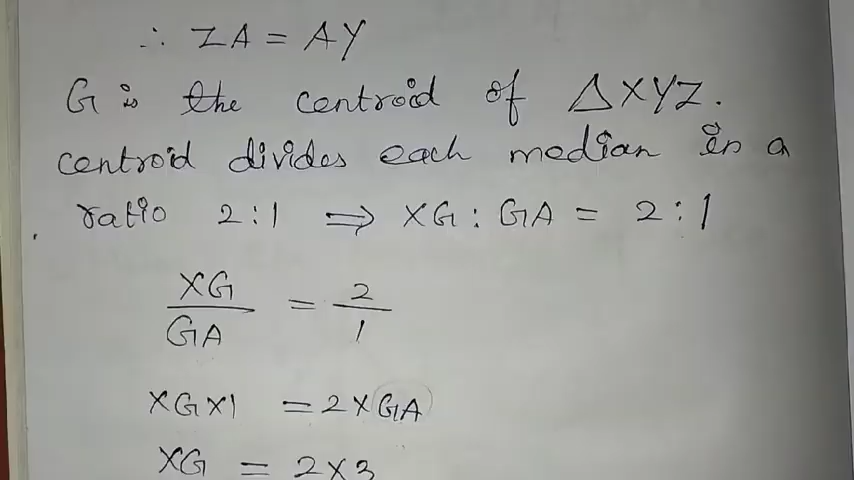 ∴ ZA = AY
G is the centroid of △XYZ.
centroid divides each median in a
ratio 2:1 ⟹ XG : GA = 2:1
XG/GA = 2/1
XG×1 = 2×GA
XG = 2×3